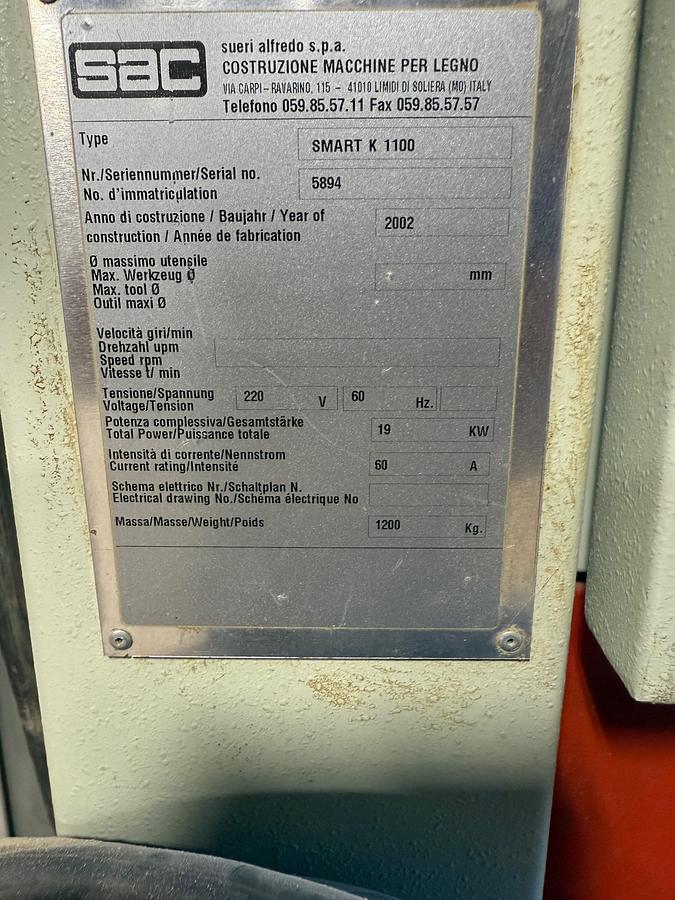 sac
sueri alfredo s.p.a.
COSTRUZIONE MACCHINE PER LEGNO
VIA CARPI - RAVARINO, 115 - 41010 LIMIDI DI SOLIERA (MO) ITALY
Telefono 059.85.57.11 Fax 059.85.57.57
Type
SMART K 1100
Nr./Seriennummer/Serial no.
No. d'immatriculation
5894
Anno di costruzione / Baujahr / Year of
construction / Année de fabrication
2002
Ø massimo utensile
Max. Werkzeug Ø
Max. tool Ø
Outil maxi Ø
mm
Velocità giri/min
Drehzahl upm
Speed rpm
Vitesse t/ min
Tensione/Spannung
Voltage/Tension
220 V 60 Hz.
Potenza complessiva/Gesamtstärke
Total Power/Puissance totale
19 KW
Intensità di corrente/Nennstrom
Current rating/Intensité
60 A
Schema elettrico Nr./Schaltplan N.
Electrical drawing No./Schéma électrique No
Massa/Masse/Weight/Poids
1200 Kg.